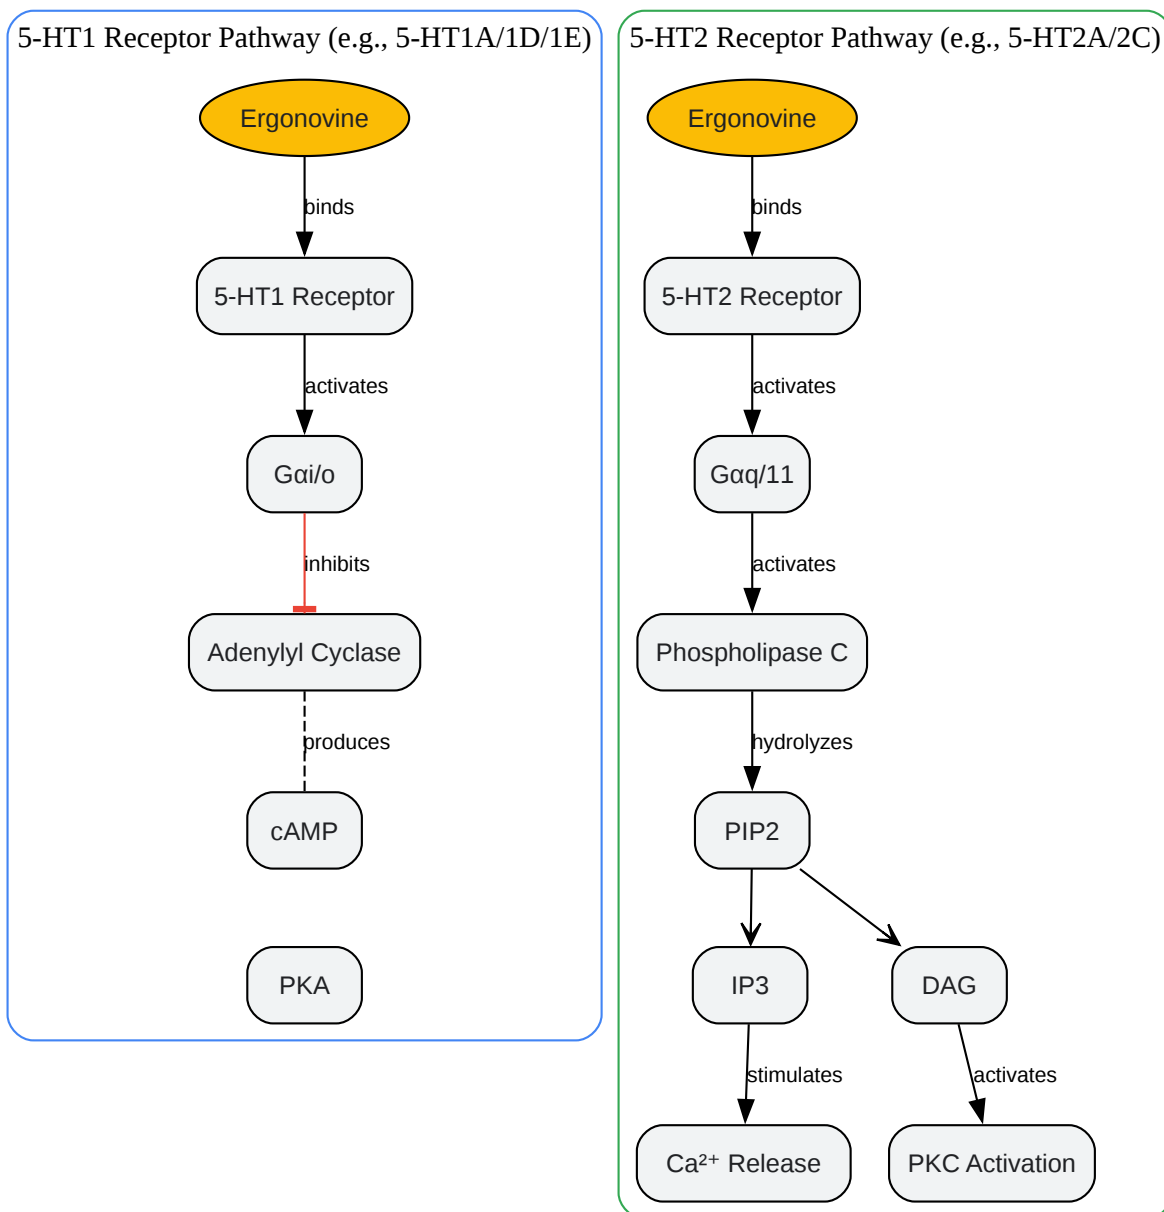 5-HT1 Receptor Pathway (e.g., 5-HT1A/1D/1E)
Ergonovine
binds
5-HT1 Receptor
activates
Gαi/o
inhibits
Adenylyl Cyclase
produces
cAMP
PKA
5-HT2 Receptor Pathway (e.g., 5-HT2A/2C)
Ergonovine
binds
5-HT2 Receptor
activates
Gαq/11
activates
Phospholipase C
hydrolyzes
PIP2
IP3
DAG
stimulates
activates
Ca²⁺ Release
PKC Activation